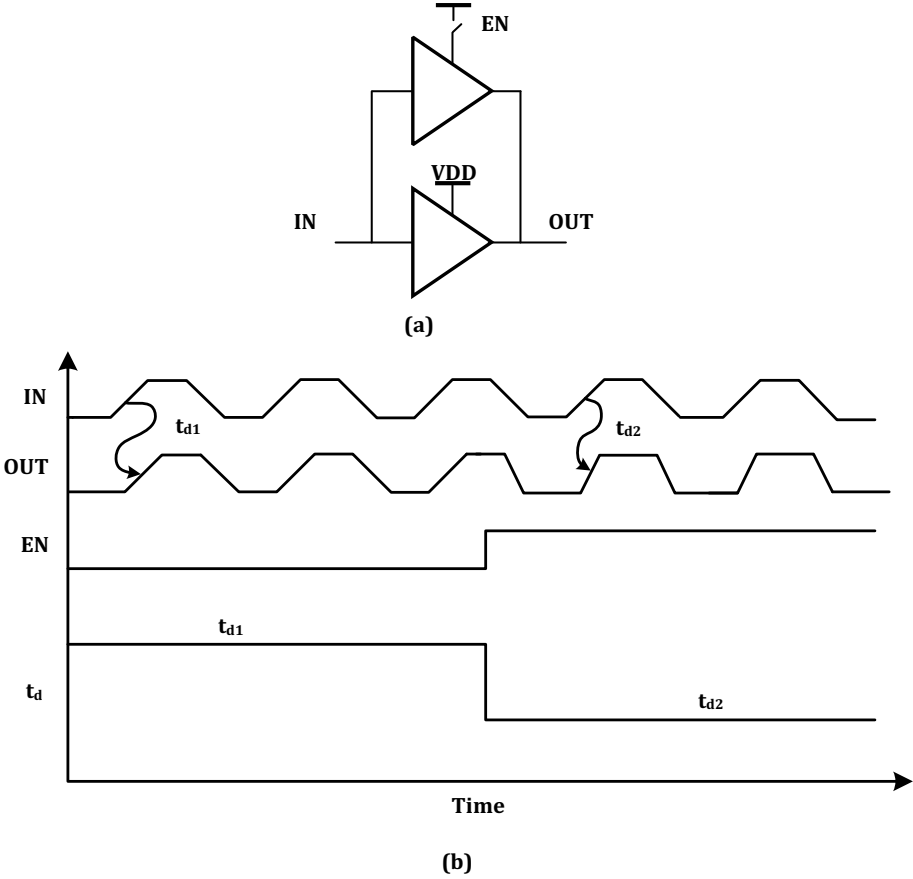 EN
VDD
IN
OUT
(a)
IN
td1
td2
OUT
EN
td1
td
td2
Time
(b)